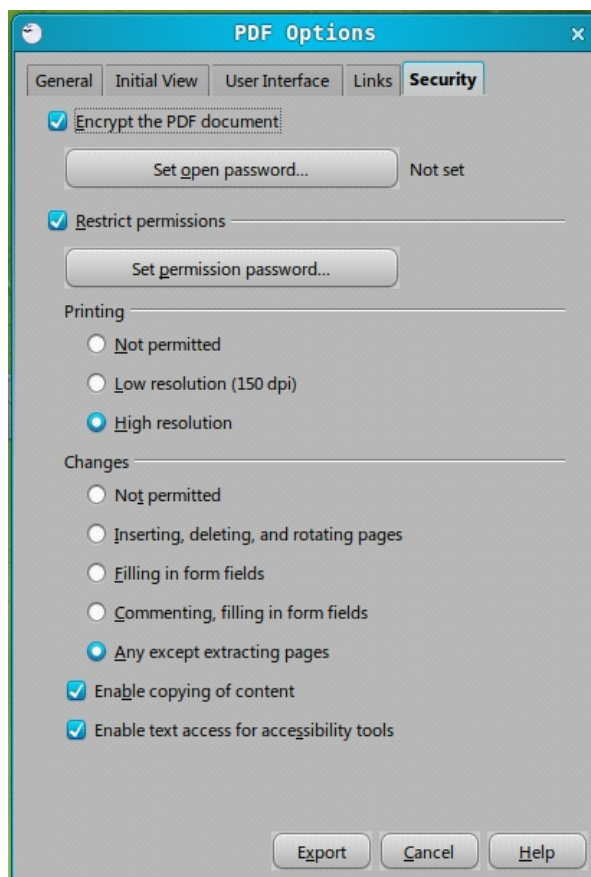 PDF Options
General Initial View User Interface Links Security
Encrypt the PDF document
Set open password... Not set
Restrict permissions
Set permission password...
Printing
Not permitted
Low resolution (150 dpi)
High resolution
Changes
Not permitted
Inserting, deleting, and rotating pages
Filling in form fields
Commenting, filling in form fields
Any except extracting pages
Enable copying of content
Enable text access for accessibility tools
Export Cancel Help